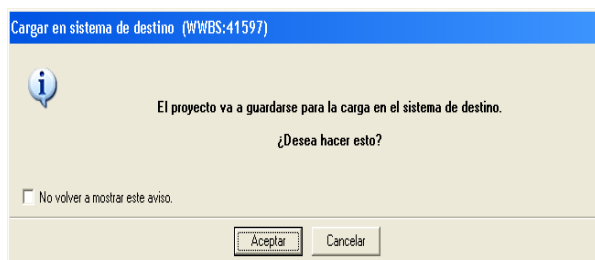 Cargar en sistema de destino (WWBS:41597)
El proyecto va a guardarse para la carga en el sistema de destino.
¿Desea hacer esto?
No volver a mostrar este aviso.
Aceptar
Cancelar